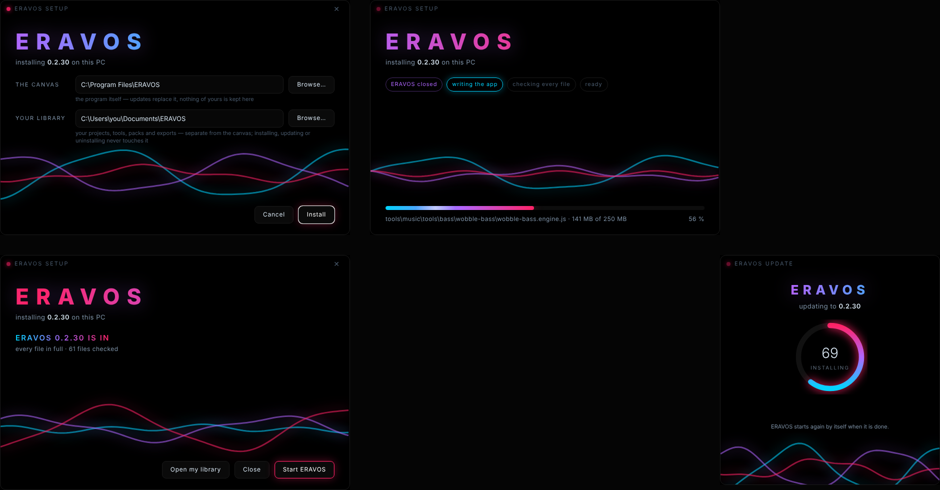 ERAVOS SETUP
ERAVOS
installing 0.2.30 on this PC
THE CANVAS
C:\Program Files\ERAVOS
Browse...
the program itself — updates replace it, nothing of yours is kept here
YOUR LIBRARY
C:\Users\you\Documents\ERAVOS
Browse...
your projects, tools, packs and exports — separate from the canvas; installing, updating or
uninstalling never touches it
Cancel
Install
ERAVOS SETUP
ERAVOS
installing 0.2.30 on this PC
ERAVOS closed
writing the app
checking every file
ready
tools\music\tools\bass\wobble-bass\wobble-bass.engine.js · 141 MB of 250 MB
56 %
ERAVOS SETUP
ERAVOS
installing 0.2.30 on this PC
ERAVOS 0.2.30 IS IN
every file in full · 61 files checked
Open my library
Close
Start ERAVOS
ERAVOS UPDATE
ERAVOS
updating to 0.2.30
69
INSTALLING
ERAVOS starts again by itself when it is done.